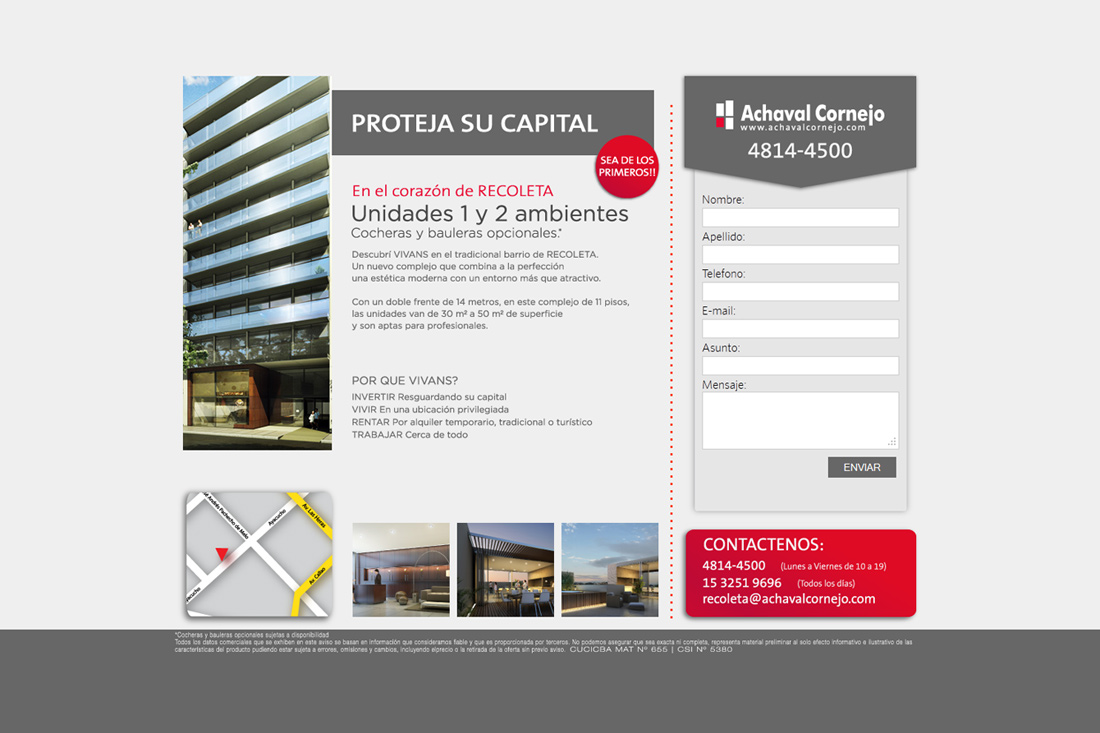 PROTEJA SU CAPITAL
SEA DE LOS
PRIMEROS!!
En el corazón de RECOLETA
Unidades 1 y 2 ambientes
Cocheras y bauleras opcionales.*
Descubrí VIVANS en el tradicional barrio de RECOLETA.
Un nuevo complejo que combina a la perfección
una estética moderna con un entorno más que atractivo.
Con un doble frente de 14 metros, en este complejo de 11 pisos,
las unidades van de 30 m² a 50 m² de superficie
y son aptas para profesionales.
POR QUE VIVANS?
INVERTIR Resguardando su capital
VIVIR En una ubicación privilegiada
RENTAR Por alquiler temporario, tradicional o turístico
TRABAJAR Cerca de todo
Achaval Cornejo
www.achavalcornejo.com
4814-4500
Nombre:
Apellido:
Telefono:
E-mail:
Asunto:
Mensaje:
ENVIAR
Ayacucho
Av. Las Heras
Av. Callao
CONTACTENOS:
4814-4500 (Lunes a Viernes de 10 a 19)
15 3251 9696 (Todos los días)
recoleta@achavalcornejo.com
*Cocheras y bauleras opcionales sujetas a disponibilidad
Todos los datos comerciales que se exhiben en este aviso se basan en información que consideramos fiable y que es proporcionada por terceros. No podemos asegurar que sea exacta ni completa, representa material preliminar al solo efecto informativo e ilustrativo de las
características del producto pudiendo estar sujeta a errores, omisiones y cambios, incluyendo elprecio o la retirada de la oferta sin previo aviso. CUCICBA MAT Nº 655 | CSI Nº 5380